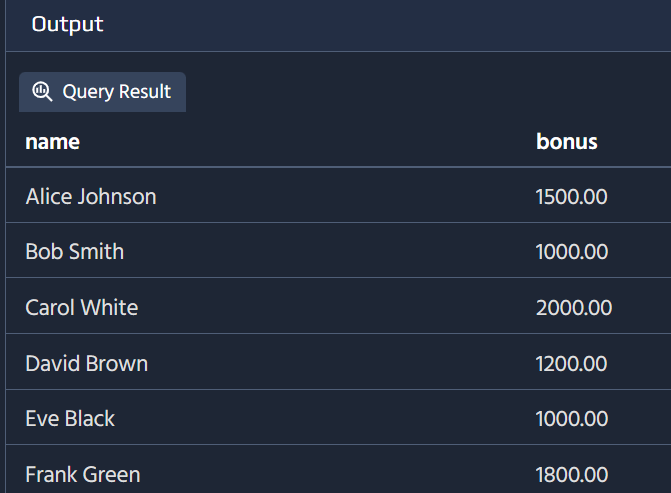 Output
Query Result
name bonus
Alice Johnson 1500.00
Bob Smith 1000.00
Carol White 2000.00
David Brown 1200.00
Eve Black 1000.00
Frank Green 1800.00